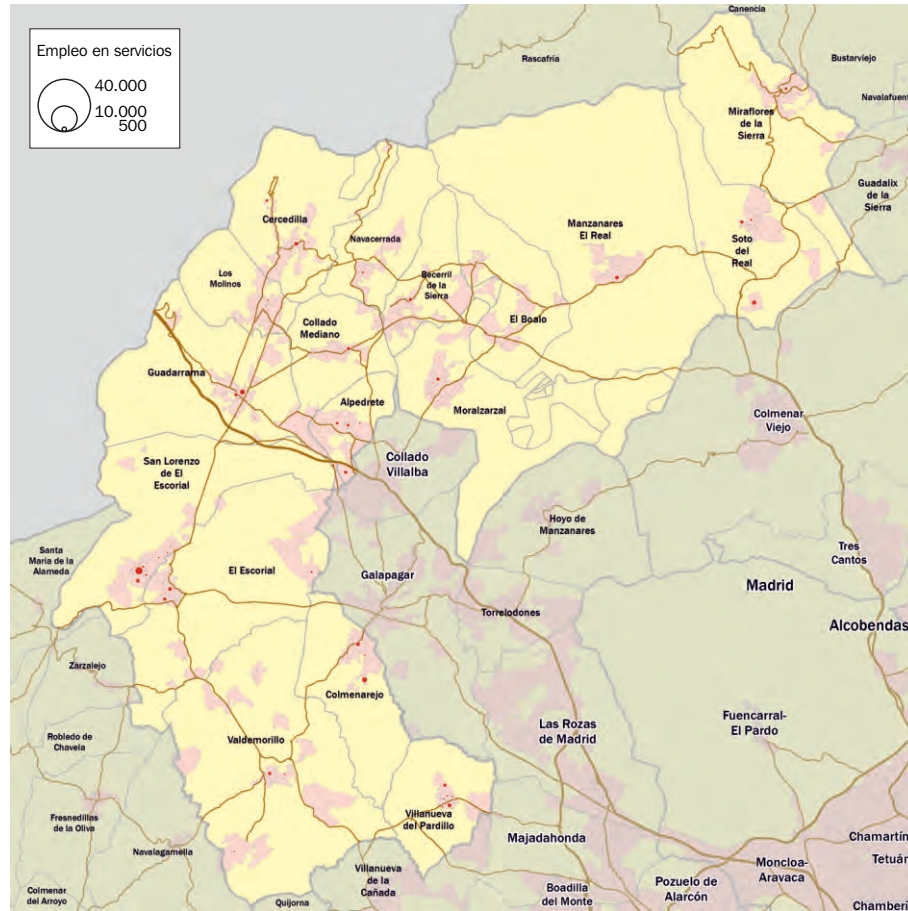 Empleo en servicios
40.000
10.000
500
Canencia
Rascafría
Bustarviejo
Navalafuent
Miraflores
de la
Sierra
Guadalix
de la
Sierra
Cercedilla
Navacerrada
Manzanares
El Real
Soto
del
Real
Los
Molinos
Becerril
de la
Sierra
Collado
Mediano
El Boalo
Guadarrama
Alpedrete
Moralzarzal
Colmenar
Viejo
San Lorenzo
de El
Escorial
Collado
Villalba
Hoyo de
Manzanares
Santa
María de la
Alameda
El Escorial
Galapagar
Tres
Cantos
Madrid
Torrelodones
Alcobendas
Zarzalejo
Colmenarejo
Robledo de
Chavela
Valdemorillo
Las Rozas
de Madrid
Fuencarral-
El Pardo
Fresnedillas
de la Oliva
Villanueva
del Pardillo
Navalagamella
Majadahonda
Chamartín
Tetuán
Moncloa-
Aravaca
Villanueva
de la
Cañada
Colmenar
del Arroyo
Quijorna
Boadilla
del Monte
Pozuelo de
Alarcón
Chamberí